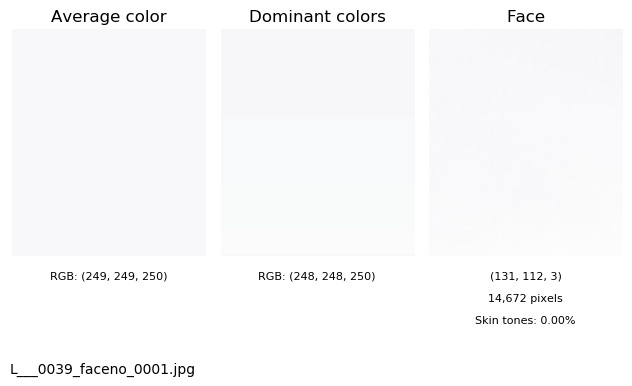 Average color
Dominant colors
Face
RGB: (249, 249, 250)
RGB: (248, 248, 250)
(131, 112, 3)
14,672 pixels
Skin tones: 0.00%
L___0039_faceno_0001.jpg